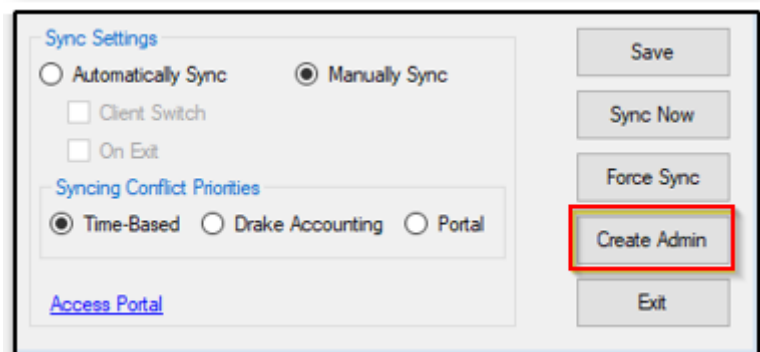 Sync Settings
Automatically Sync
Manually Sync
Client Switch
On Exit
Syncing Conflict Priorities
Time-Based
Drake Accounting
Portal
Access Portal
Save
Sync Now
Force Sync
Create Admin
Exit